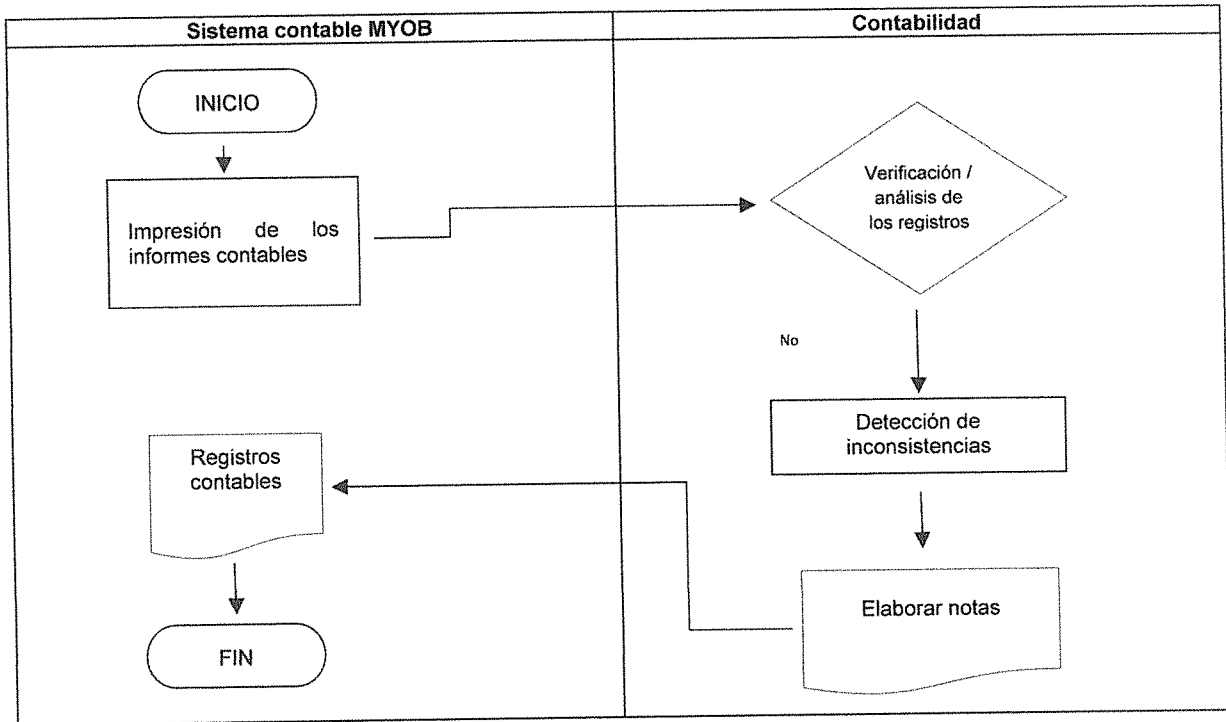 Sistema contable MYOB
Contabilidad
INICIO
Impresión de los
informes contables
Verificación /
análisis de
los registros
No
Detección de
inconsistencias
Registros
contables
Elaborar notas
FIN